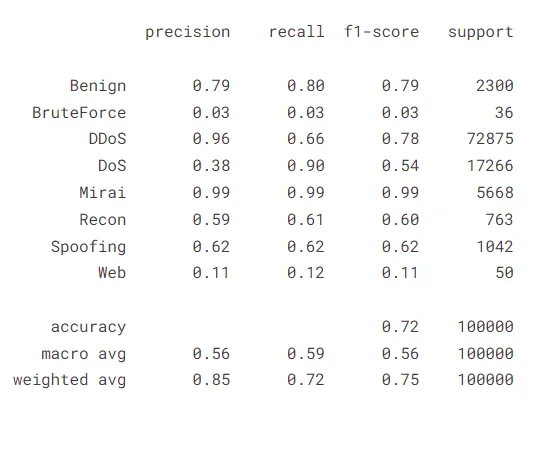 precision recall f1-score support
Benign 0.79 0.80 0.79 2300
BruteForce 0.03 0.03 0.03 36
DDoS 0.96 0.66 0.78 72875
DoS 0.38 0.90 0.54 17266
Mirai 0.99 0.99 0.99 5668
Recon 0.59 0.61 0.60 763
Spoofing 0.62 0.62 0.62 1042
Web 0.11 0.12 0.11 50
accuracy 0.72 100000
macro avg 0.56 0.59 0.56 100000
weighted avg 0.85 0.72 0.75 100000